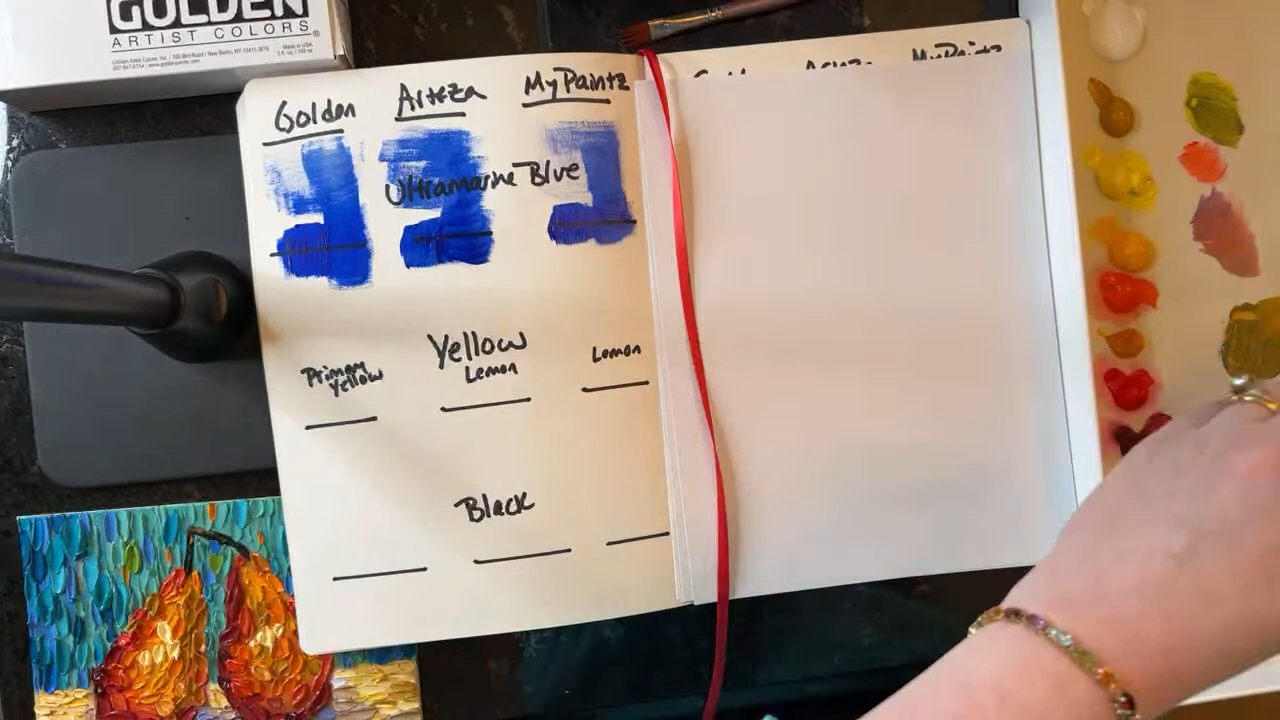 GOLDEN
ARTIST COLORS®
Made in USA
Golden Arteza MyPaintz
Ultramarine Blue
Yellow
Primary
Yellow
Lemon
Lemon
Black